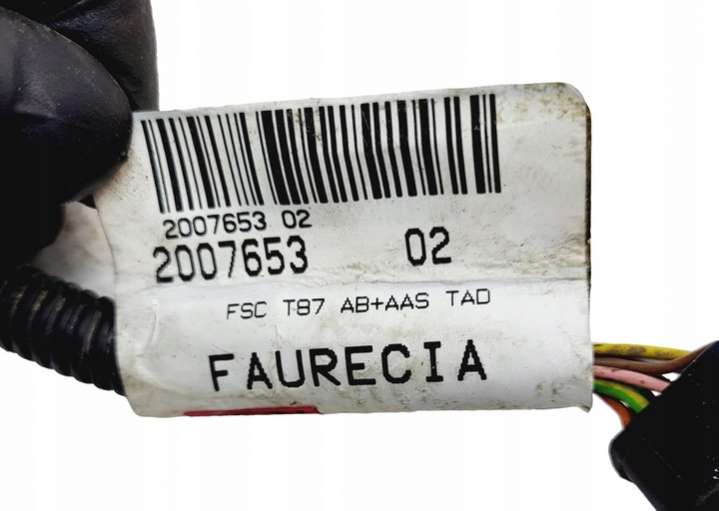 2007653 02
2007653 02
FSC T87 AB+AAS TAD
FAURECIA